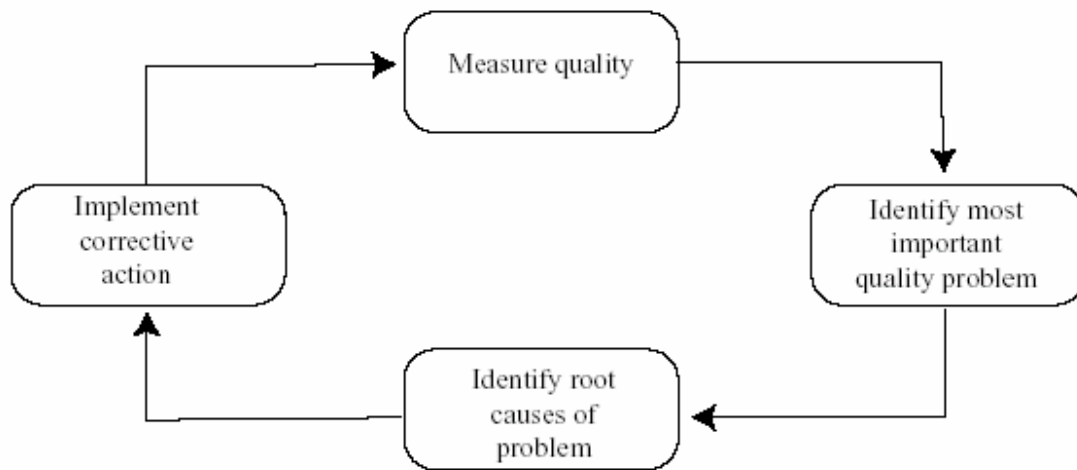 Measure quality
Identify most
important
quality problem
Identify root
causes of
problem
Implement
corrective
action